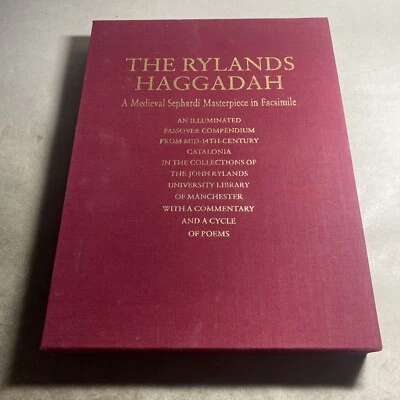 THE RYLANDS
HAGGADAH
A Medieval Sephardi Masterpiece in Facsimile
AN ILLUMINATED
PASSOVER COMPENDIUM
FROM MID-14TH-CENTURY
CATALONIA
IN THE COLLECTIONS OF
THE JOHN RYLANDS
UNIVERSITY LIBRARY
OF MANCHESTER
WITH A COMMENTARY
AND A CYCLE
OF POEMS